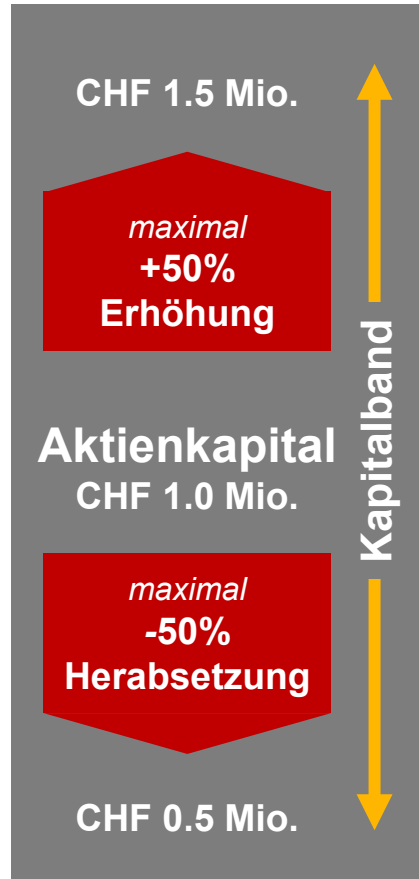 CHF 1.5 Mio.
maximal
+50%
Erhöhung
Aktienkapital
CHF 1.0 Mio.
maximal
-50%
Herabsetzung
CHF 0.5 Mio.
Kapitalband